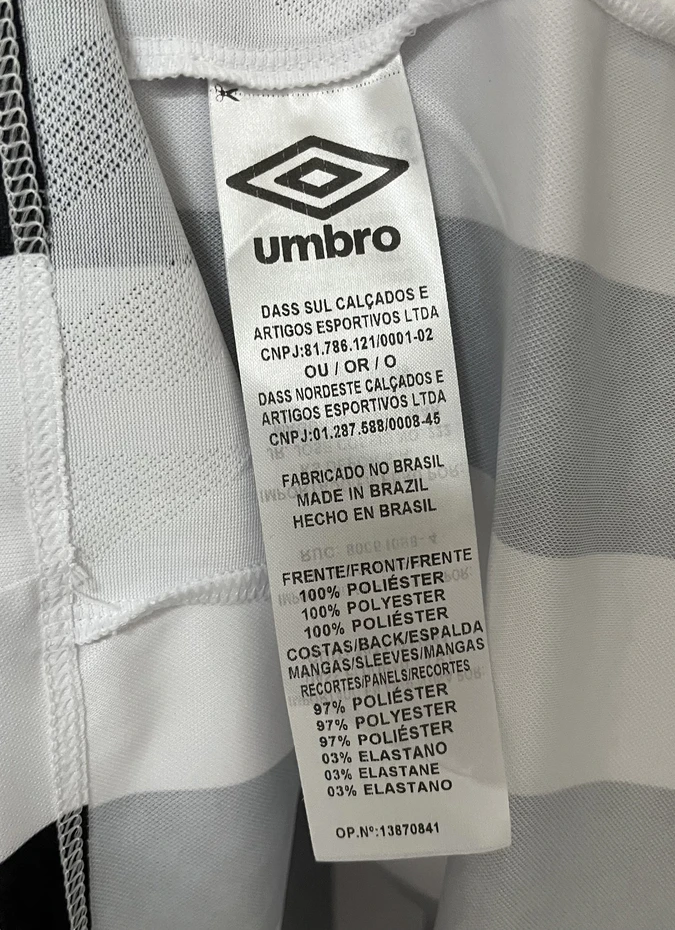 umbro
DASS SUL CALÇADOS E
ARTIGOS ESPORTIVOS LTDA
CNPJ:81.786.121/0001-02
OU / OR / O
DASS NORDESTE CALÇADOS E
ARTIGOS ESPORTIVOS LTDA
CNPJ:01.287.588/0008-45
FABRICADO NO BRASIL
MADE IN BRAZIL
HECHO EN BRASIL
FRENTE/FRONT/FRENTE
100% POLIÉSTER
100% POLYESTER
100% POLIÉSTER
COSTAS/BACK/ESPALDA
MANGAS/SLEEVES/MANGAS
RECORTES/PANELS/RECORTES
97% POLIÉSTER
97% POLYESTER
97% POLIÉSTER
03% ELASTANO
03% ELASTANE
03% ELASTANO
OP.Nº:13870841